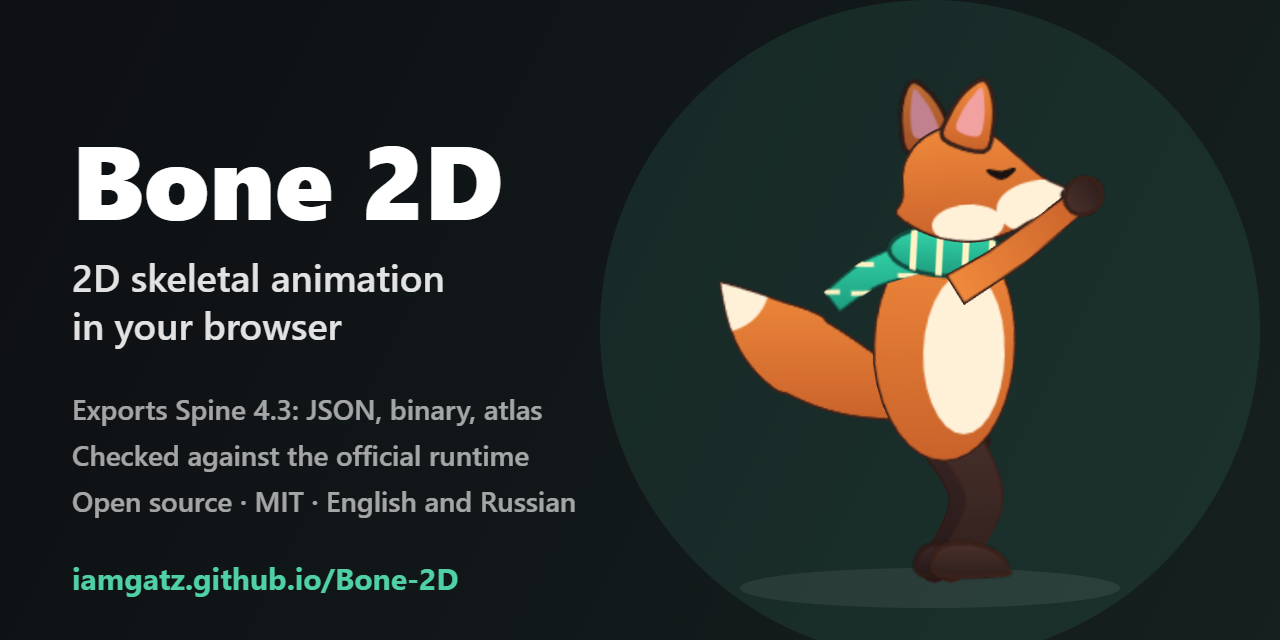 Bone 2D
2D skeletal animation
in your browser
Exports Spine 4.3: JSON, binary, atlas
Checked against the official runtime
Open source · MIT · English and Russian
iamgatz.github.io/Bone-2D